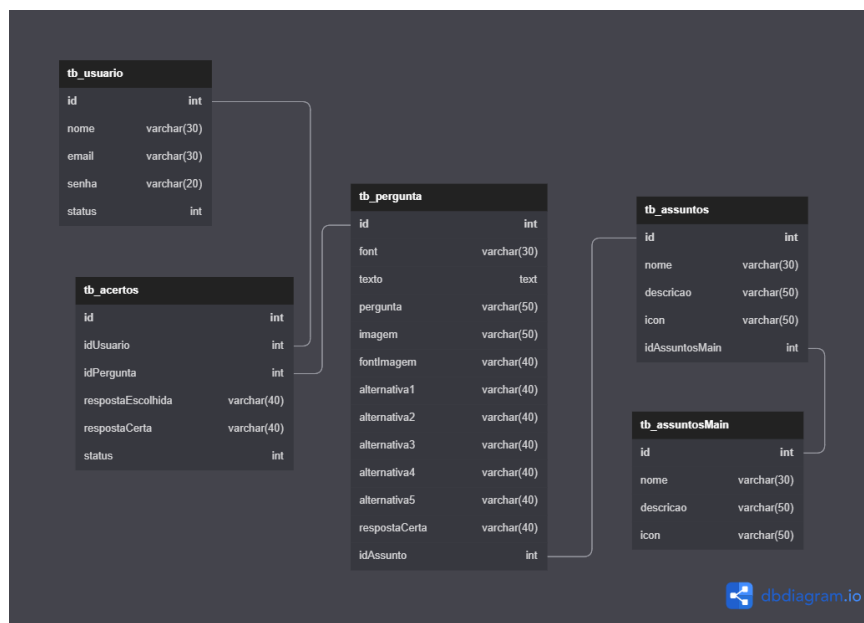 tb_usuario
id int
nome varchar(30)
email varchar(30)
senha varchar(20)
status int
tb_acertos
id int
idUsuario int
idPergunta int
respostaEscolhida varchar(40)
respostaCerta varchar(40)
status int
tb_pergunta
id int
font varchar(30)
texto text
pergunta varchar(50)
imagem varchar(50)
fontImagem varchar(40)
alternativa1 varchar(40)
alternativa2 varchar(40)
alternativa3 varchar(40)
alternativa4 varchar(40)
alternativa5 varchar(40)
respostaCerta varchar(40)
idAssunto int
tb_assuntos
id int
nome varchar(30)
descricao varchar(50)
icon varchar(50)
idAssuntosMain int
tb_assuntosMain
id int
nome varchar(30)
descricao varchar(50)
icon varchar(50)
dbdiagram.io